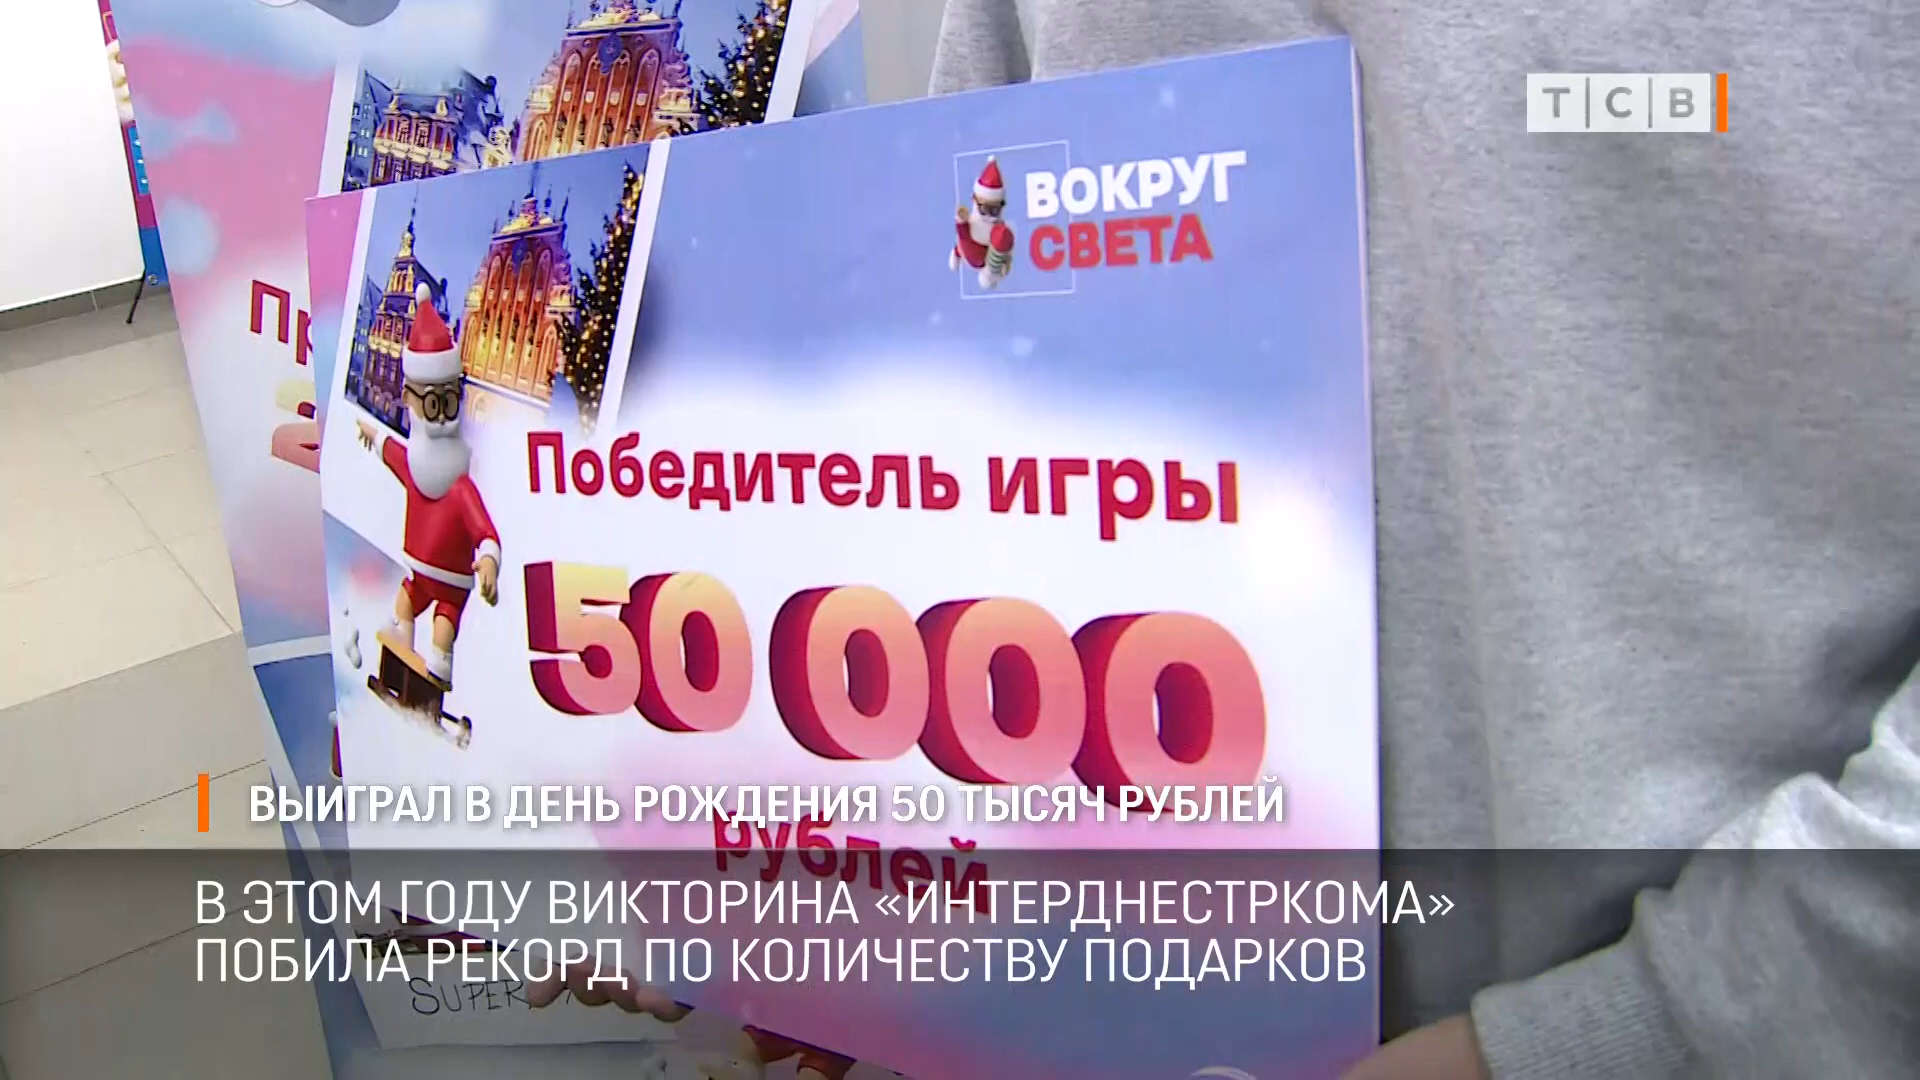 Т|С|В
ВОКРУГ
СВЕТА
Победитель игры
50 000
рублей
ВЫИГРАЛ В ДЕНЬ РОЖДЕНИЯ 50 ТЫСЯЧ РУБЛЕЙ
В ЭТОМ ГОДУ ВИКТОРИНА «ИНТЕРДНЕСТРКОМА»
ПОБИЛА РЕКОРД ПО КОЛИЧЕСТВУ ПОДАРКОВ